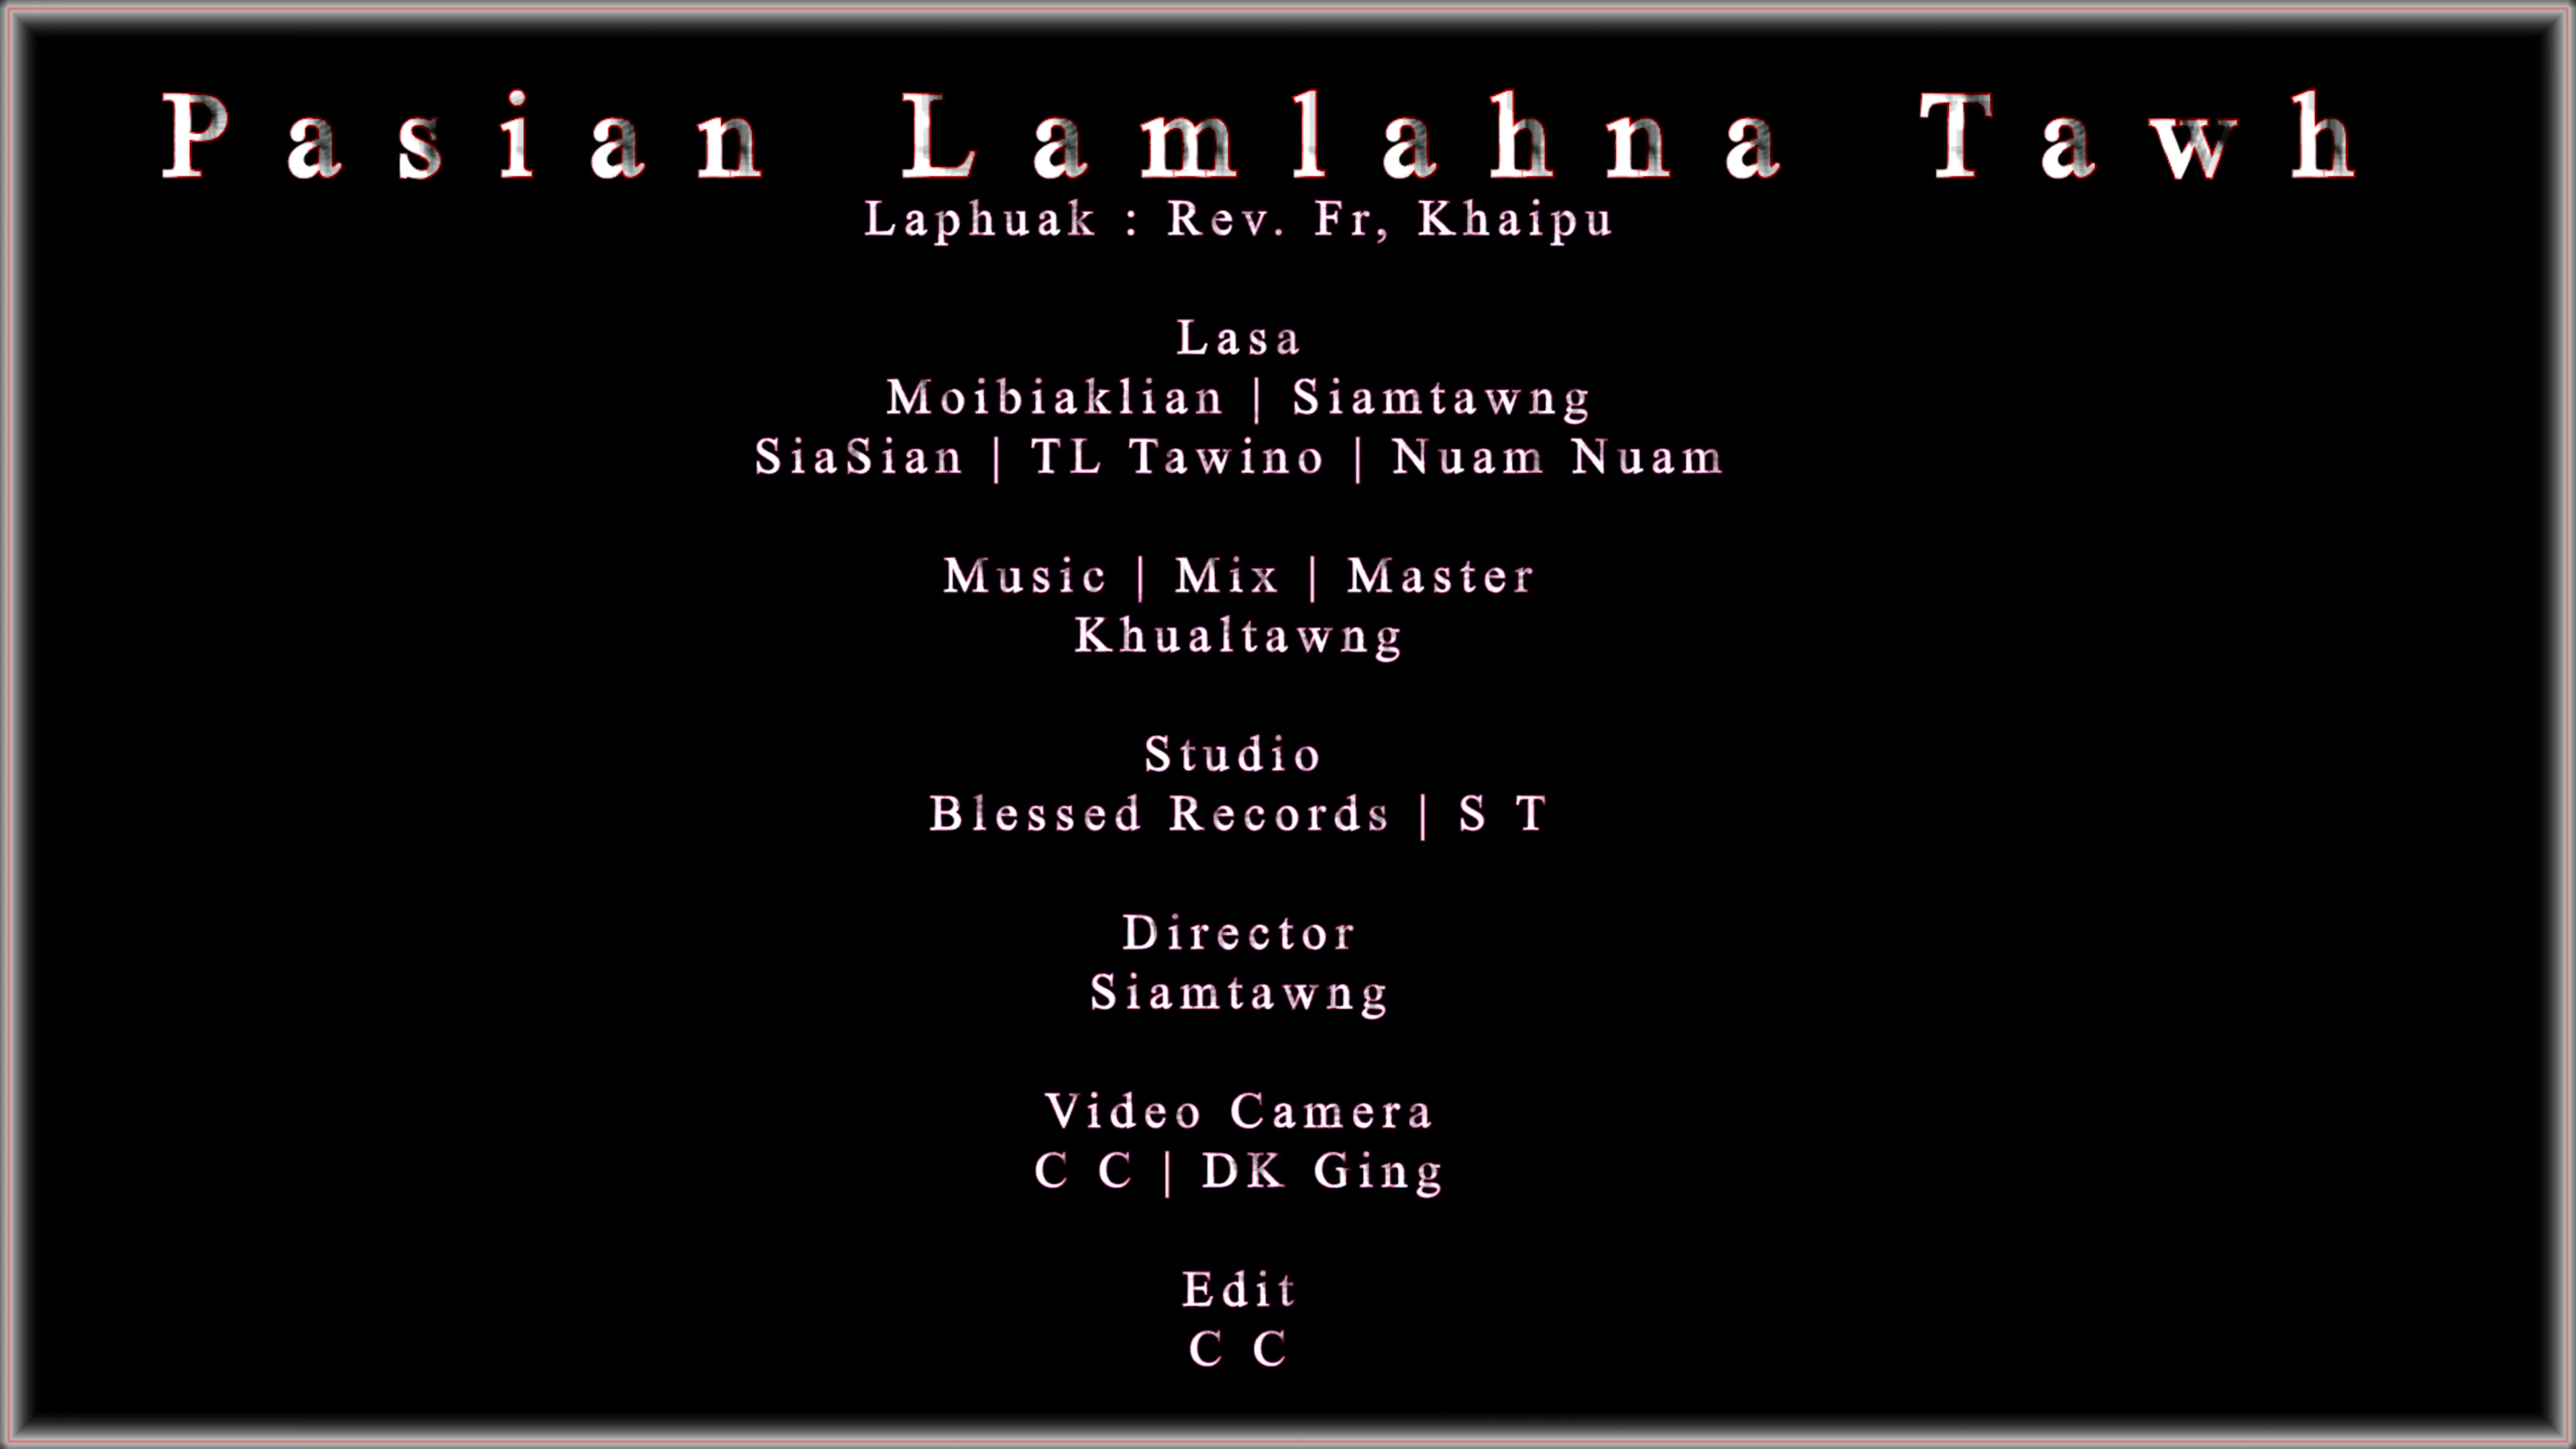 Pasian Lamlahna Tawh
Laphuak : Rev. Fr, Khaipu
Lasa
Moibiaklian | Siamtawng
SiaSian | TL Tawino | Nuam Nuam
Music | Mix | Master
Khualtawng
Studio
Blessed Records | S T
Director
Siamtawng
Video Camera
C C | DK Ging
Edit
C C